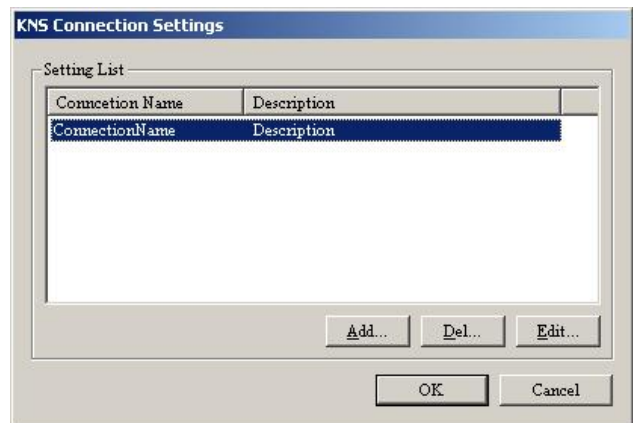 KNS Connection Settings
Setting List
Conncetion Name Description
ConnectionName Description
Add... Del... Edit...
OK Cancel